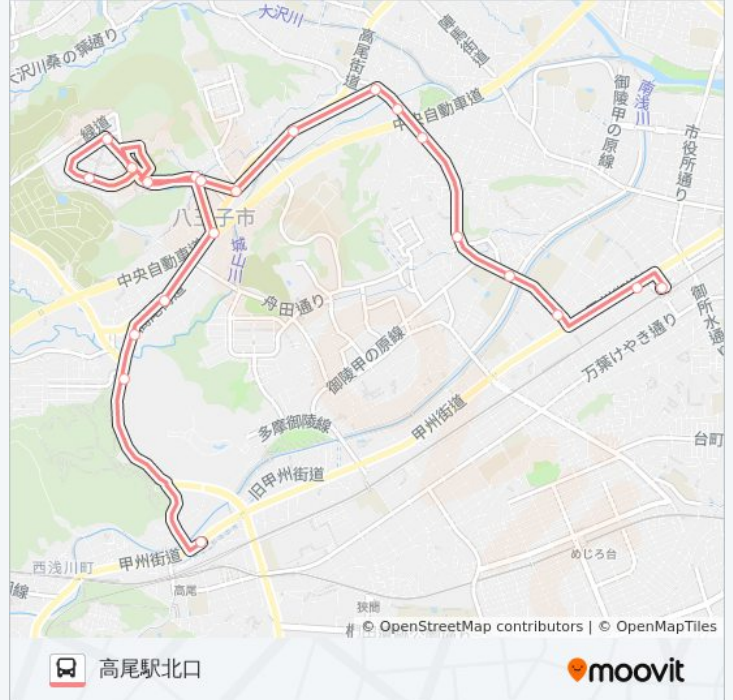 大沢川
大沢川桑の葉通り
高尾街道
陣馬街道
御陵甲の原線
南浅川
市役所通り
中央自動車道
緑道
八王子市
中央自動車道
舟田通り
御所水通
万葉けやき通り
御陵甲の原線
多摩御陵線
甲州街道
台町
旧甲州街道
甲州街道
西浅川町
高尾
めじろ台
狭間
© OpenStreetMap contributors | © OpenMapTiles
高尾駅北口
moovit